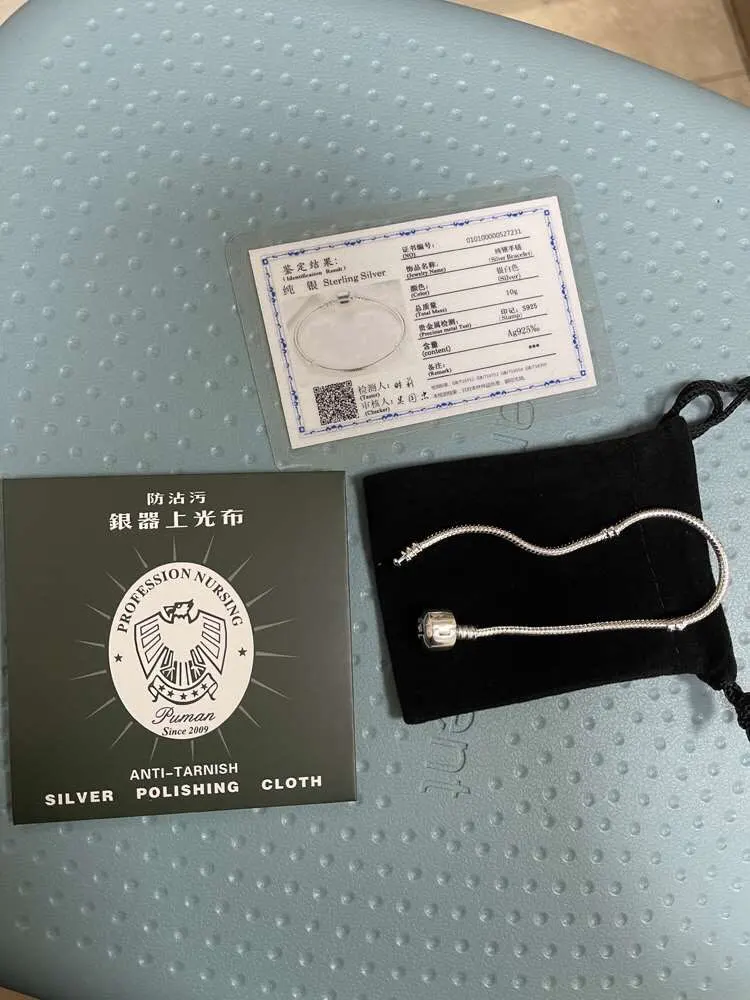 鉴定结果:
( Identification Result )
纯 银 Sterling Silver
检测人:
(Tester)
审核人:
(Checker)
证书编号:
(NO)
010100000527231
饰品名称:
(Jewelry Name)
纯银手链
(Silver Bracelet)
颜色:
(Color)
银白色
(Silver)
总质量
(Total Mass)
10g
贵金属检测:
(Precious metal Test)
印记: S925
(Stamp)
含量
(content)
Ag925‰
备注:
(Remark)
***
防沾污
銀器上光布
PROFESSION NURSING
Puman
Since 2009
ANTI-TARNISH
SILVER POLISHING CLOTH